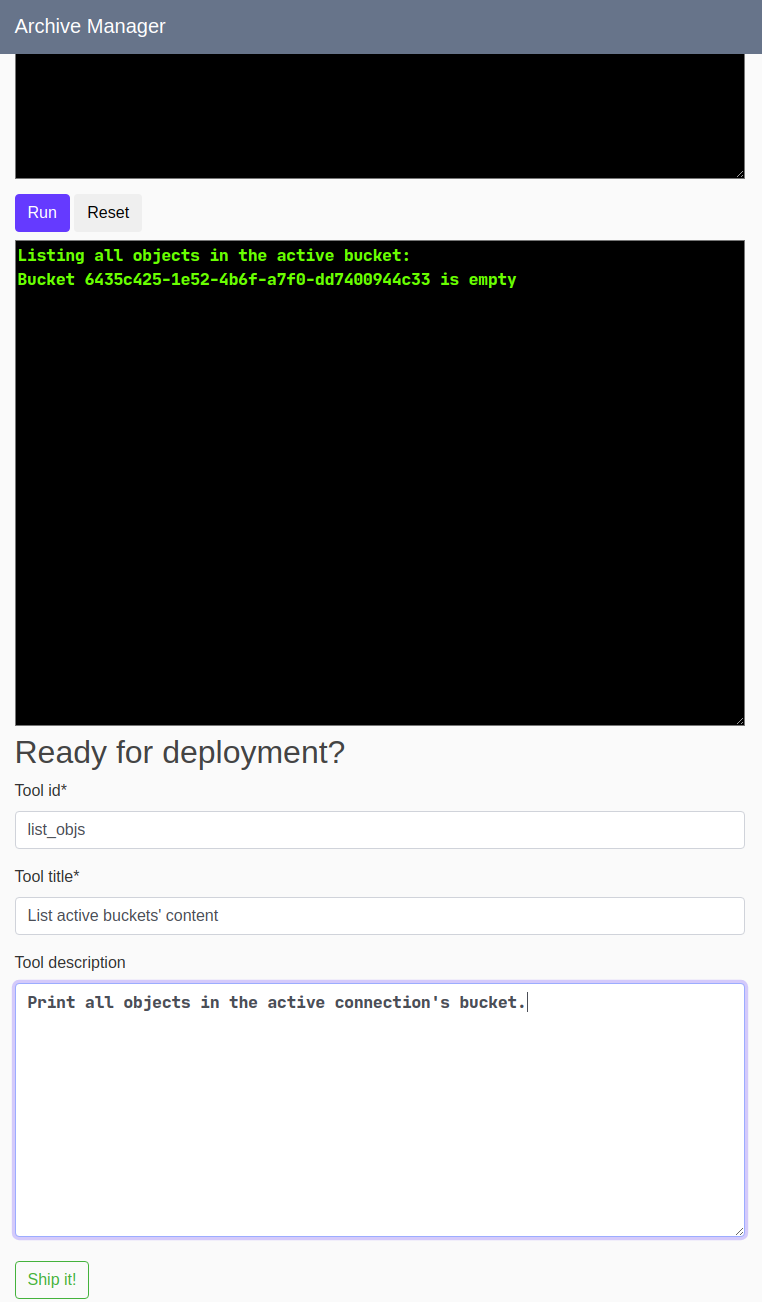 Archive Manager
Run Reset
Listing all objects in the active bucket:
Bucket 6435c425-1e52-4b6f-a7f0-dd7400944c33 is empty
Ready for deployment?
Tool id*
list_objs
Tool title*
List active buckets' content
Tool description
Print all objects in the active connection's bucket.
Ship it!